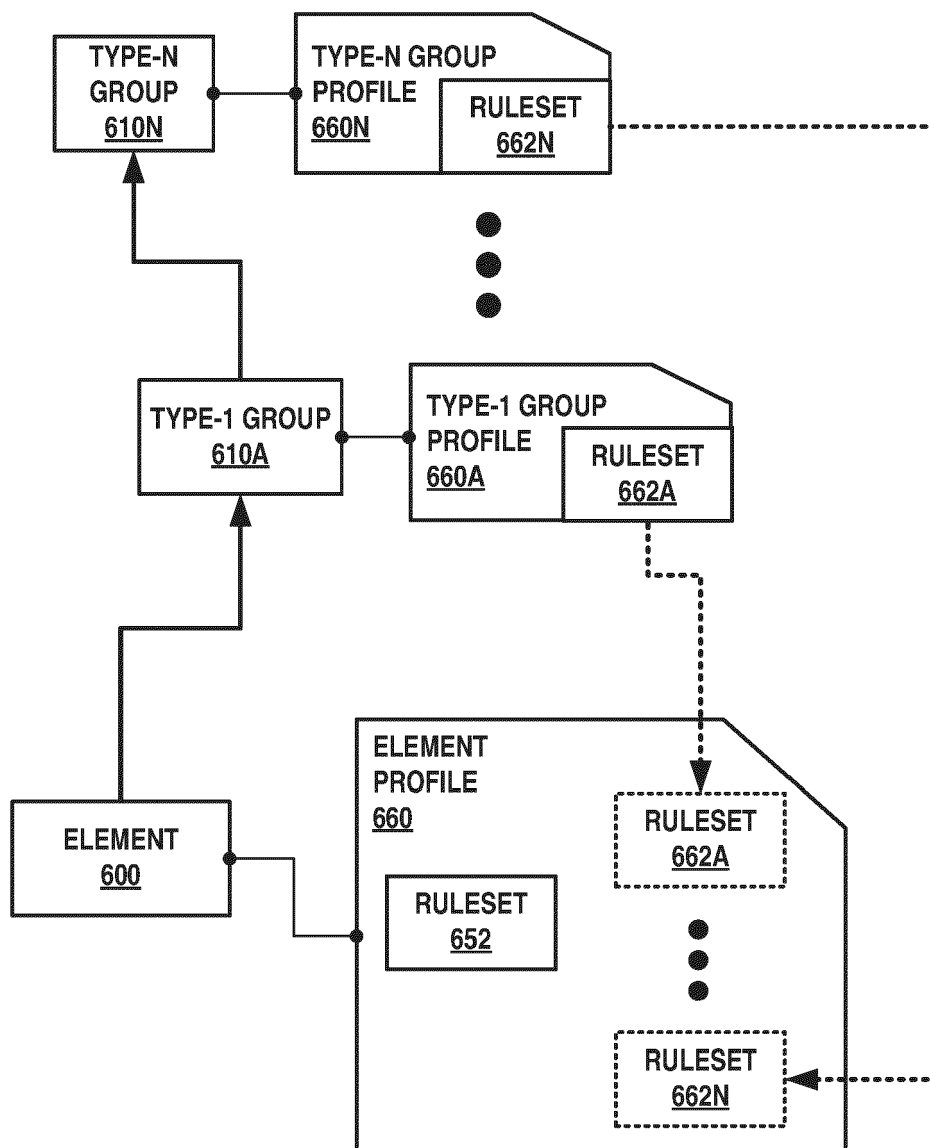 TYPE-N
GROUP
610N
TYPE-N GROUP
PROFILE
660N
RULESET
662N
TYPE-1 GROUP
610A
TYPE-1 GROUP
PROFILE
660A
RULESET
662A
ELEMENT
600
ELEMENT
PROFILE
660
RULESET
652
RULESET
662A
RULESET
662N